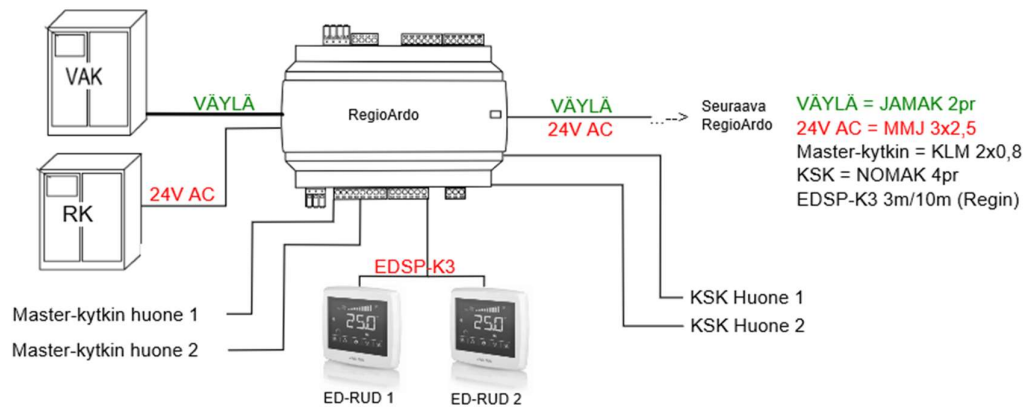 VAK
VÄYLÄ
RegioArdo
VÄYLÄ
24V AC
...-->
Seuraava
RegioArdo
VÄYLÄ = JAMAK 2pr
24V AC = MMJ 3x2,5
Master-kytkin = KLM 2x0,8
KSK = NOMAK 4pr
EDSP-K3 3m/10m (Regin)
RK
24V AC
EDSP-K3
Master-kytkin huone 1
Master-kytkin huone 2
25.0
25.0
KSK Huone 1
KSK Huone 2
ED-RUD 1
ED-RUD 2